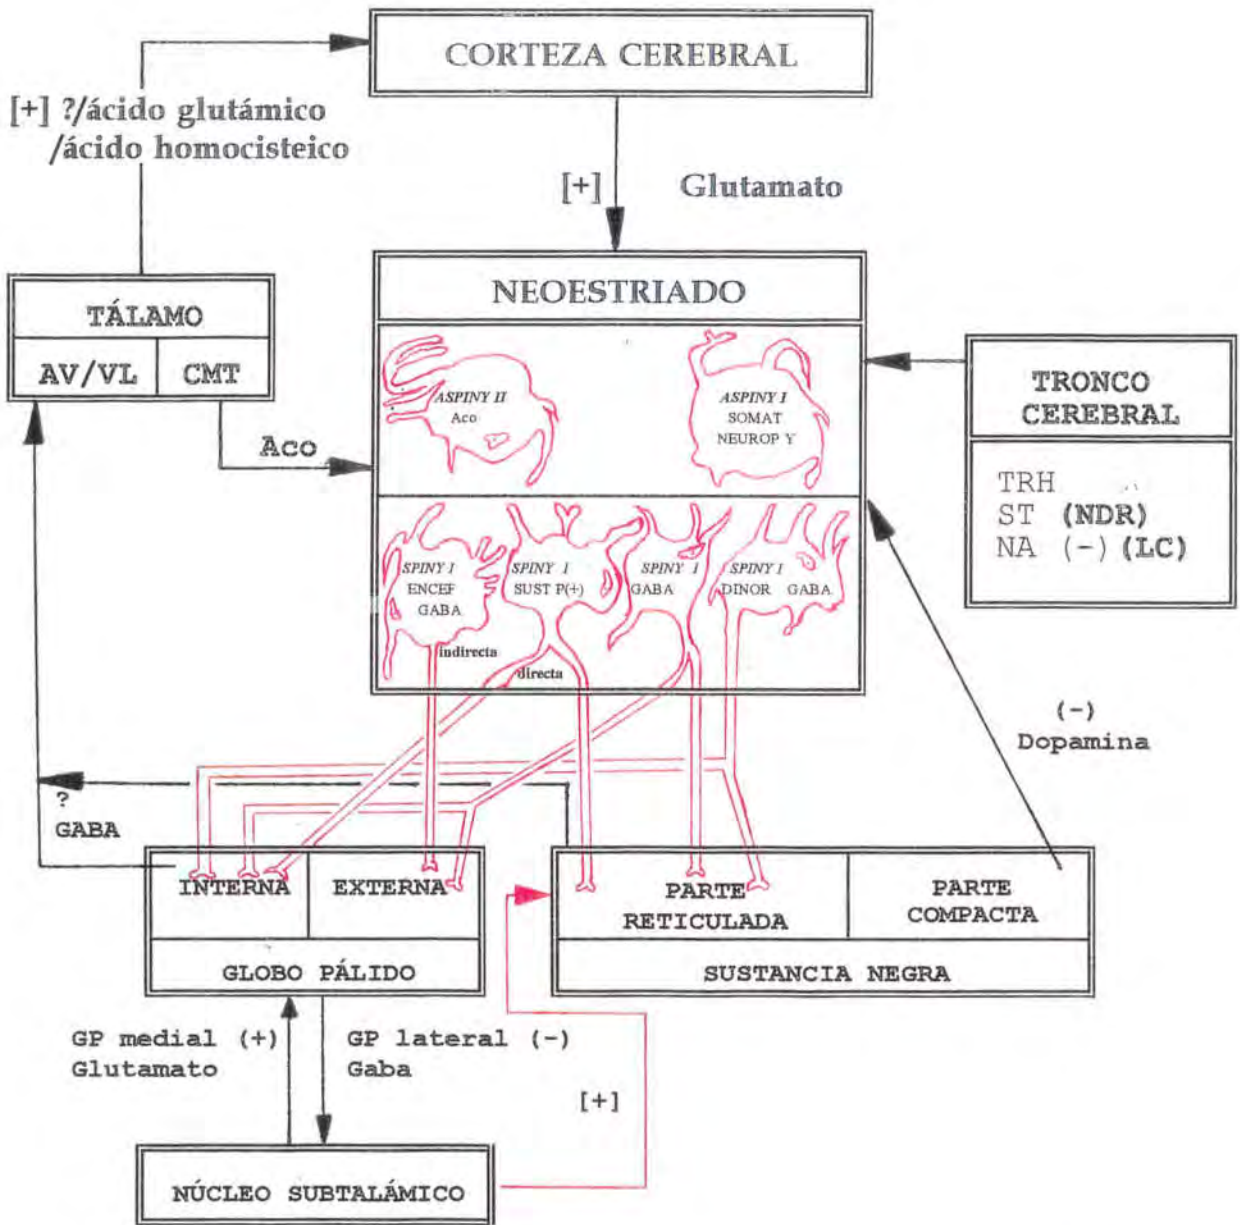 CORTEZA CEREBRAL
[+] ?/ácido glutámico
/ácido homocisteico
[+] Glutamato
NEOESTRIADO
TÁLAMO
AV/VL CMT
Aco
ASPINY II
Aco
ASPINY I
SOMAT
NEUROP Y
TRONCO
CEREBRAL
TRH
ST (NDR)
NA (-) (LC)
SPINY I
ENCEF
GABA
SPINY I
SUST P(+)
SPINY I
GABA
SPINY I
DINOR GABA
indirecta
directa
(-)
Dopamina
?
GABA
INTERNA EXTERNA
GLOBO PÁLIDO
PARTE
RETICULADA
PARTE
COMPACTA
SUSTANCIA NEGRA
GP medial (+)
Glutamato
GP lateral (-)
Gaba
[+]
NÚCLEO SUBTALÁMICO